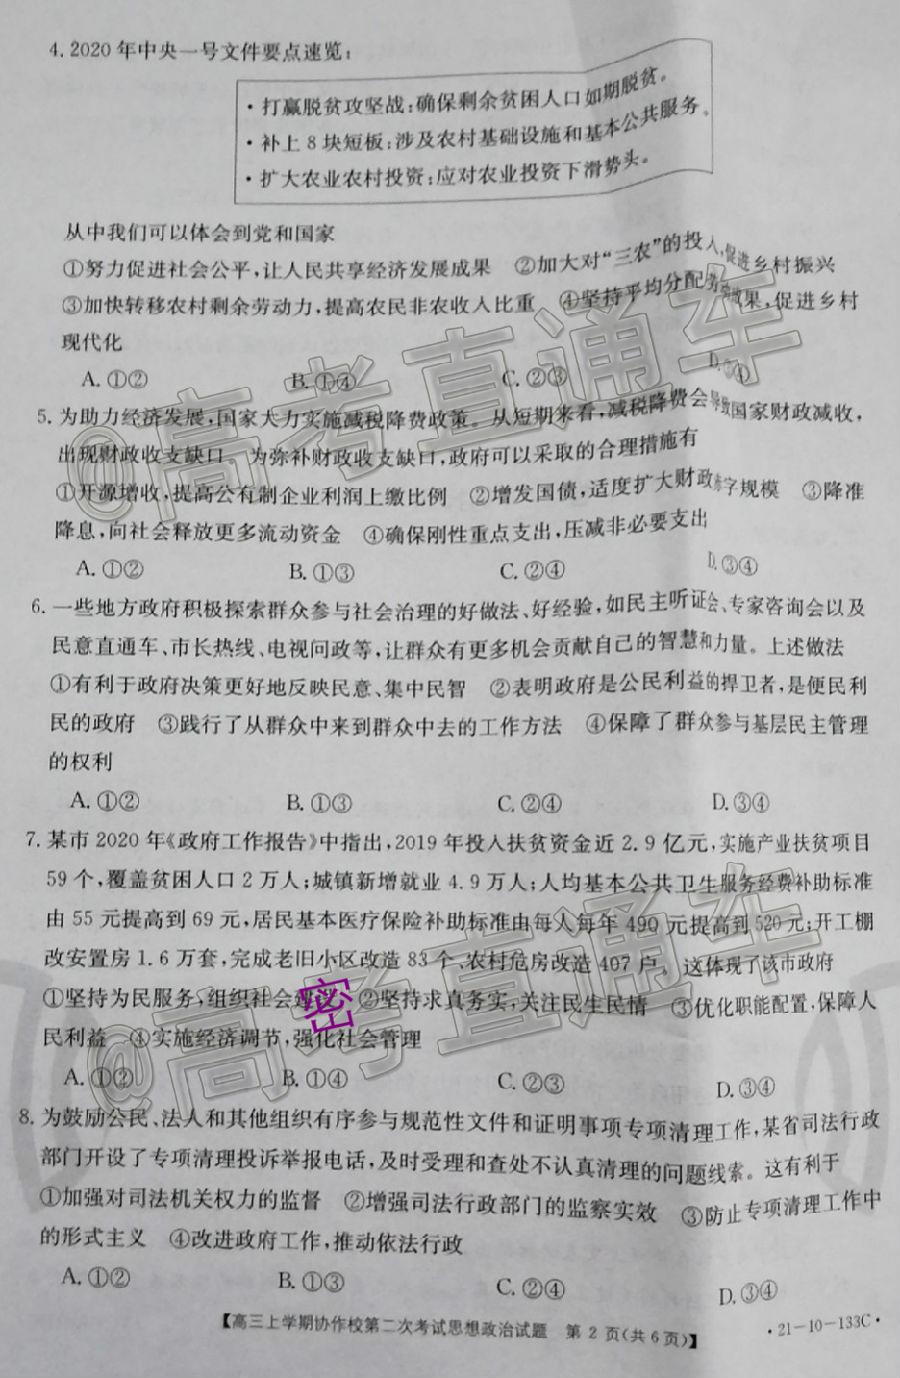 4.2020年中央一号文件要点速览:
·打赢脱贫攻坚战:确保剩余贫困人口如期脱贫。
·补上8块短板:涉及农村基础设施和基本公共服务。
·扩大农业农村投资:应对农业投资下滑势头。
从中我们可以体会到党和国家
①努力促进社会公平,让人民共享经济发展成果 ②加大对“三农”的投入,促进乡村振兴
③加快转移农村剩余劳动力,提高农民非农收入比重 ④坚持平均分配,促进乡村
现代化
A.①② B.①④ C.②③ D.③④
5.为助力经济发展,国家大力实施减税降费政策。从短期来看,减税降费会导致国家财政减收,
出现财政收支缺口。为弥补财政收支缺口,政府可以采取的合理措施有
①开源增收,提高公有制企业利润上缴比例 ②增发国债,适度扩大财政赤字规模 ③降准
降息,向社会释放更多流动资金 ④确保刚性重点支出,压减非必要支出
A.①② B.①③ C.②④ D.③④
6.一些地方政府积极探索群众参与社会治理的好做法、好经验,如民主听证会、专家咨询会以及
民意直通车、市长热线、电视问政等,让群众有更多机会贡献自己的智慧和力量。上述做法
①有利于政府决策更好地反映民意、集中民智 ②表明政府是公民利益的捍卫者,是便民利
民的政府 ③践行了从群众中来到群众中去的工作方法 ④保障了群众参与基层民主管理
的权利
A.①② B.①③ C.②④ D.③④
7.某市2020年《政府工作报告》中指出,2019年投入扶贫资金近2.9亿元,实施产业扶贫项目
59个,覆盖贫困人口2万人;城镇新增就业4.9万人;人均基本公共卫生服务经费补助标准
由55元提高到69元,居民基本医疗保险补助标准由每人每年490元提高到520元;开工棚
改安置房1.6万套,完成老旧小区改造83个,农村危房改造407户。这体现了该市政府
①坚持为民服务,组织社会建设 ②坚持求真务实,关注民生民情 ③优化职能配置,保障人
民利益 ④实施经济调节,强化社会管理
A.①② B.①④ C.②③ D.③④
8.为鼓励公民、法人和其他组织有序参与规范性文件和证明事项专项清理工作,某省司法行政
部门开设了专项清理投诉举报电话,及时受理和查处不认真清理的问题线索。这有利于
①加强对司法机关权力的监督 ②增强司法行政部门的监察实效 ③防止专项清理工作中
的形式主义 ④改进政府工作,推动依法行政
A.①② B.①③ C.②④ D.③④
【高三上学期协作校第二次考试思想政治试题 第2页(共6页)】 ·21-10-133C·
@高考直通车
密
@高考直通车